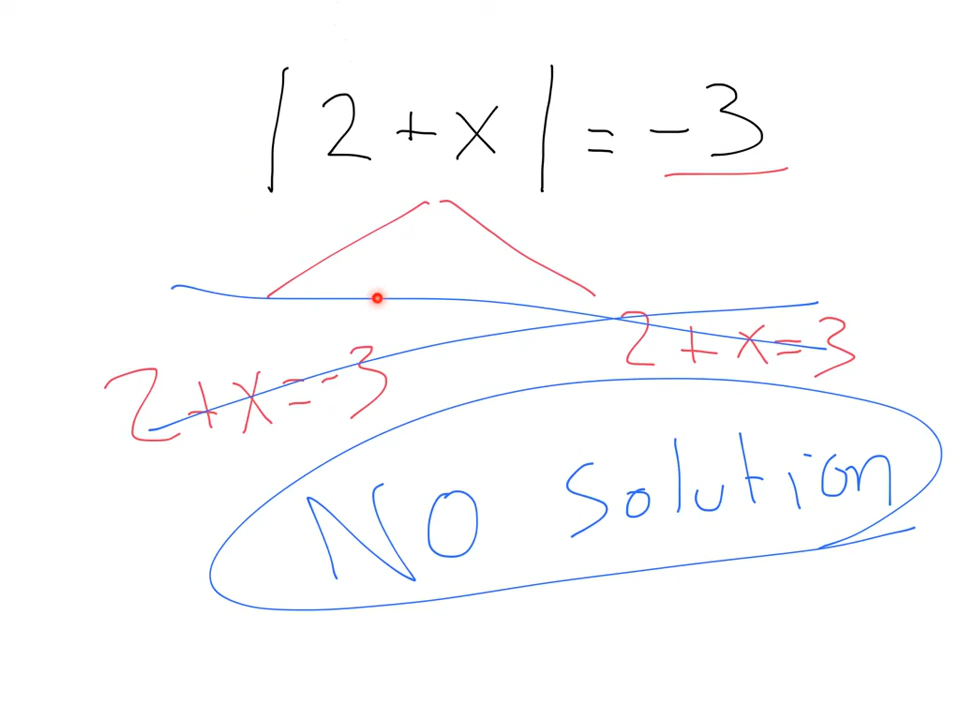 |2+x| = -3
2+x=-3
2+x=3
No solution